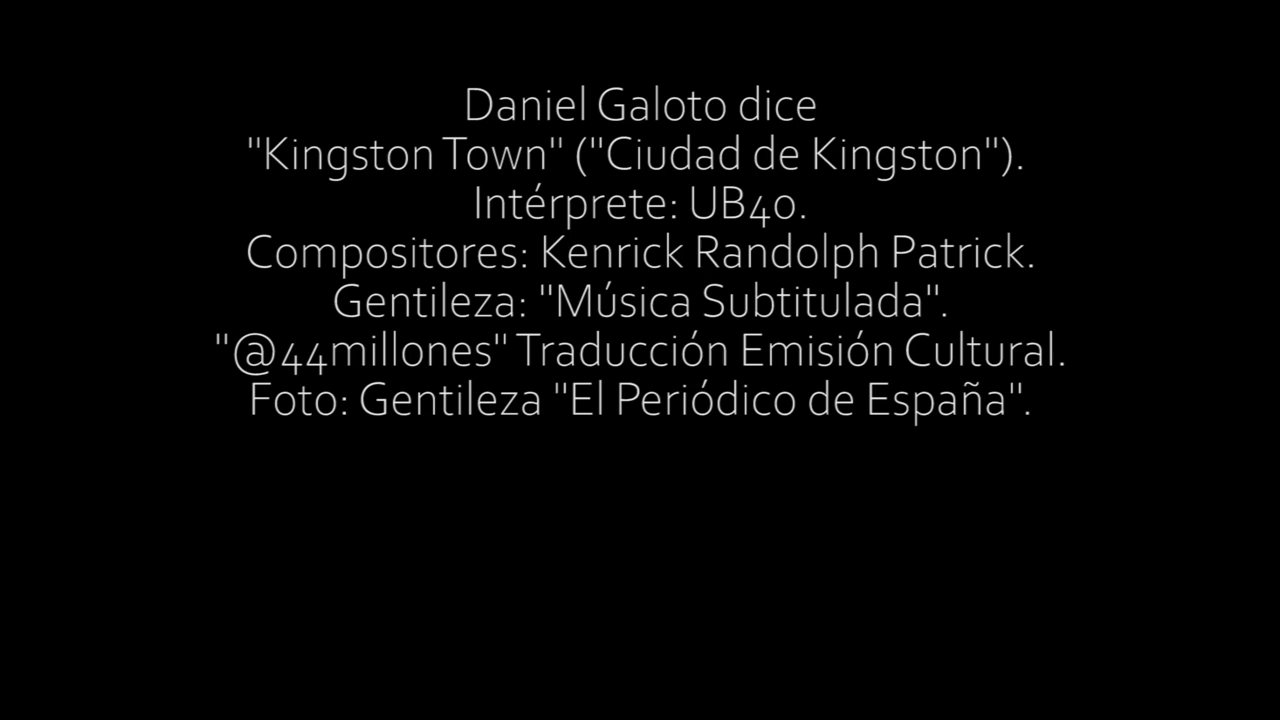 Daniel Galoto dice
"Kingston Town" ("Ciudad de Kingston").
Intérprete: UB40.
Compositores: Kenrick Randolph Patrick.
Gentileza: "Música Subtitulada".
"@44millones" Traducción Emisión Cultural.
Foto: Gentileza "El Periódico de España".